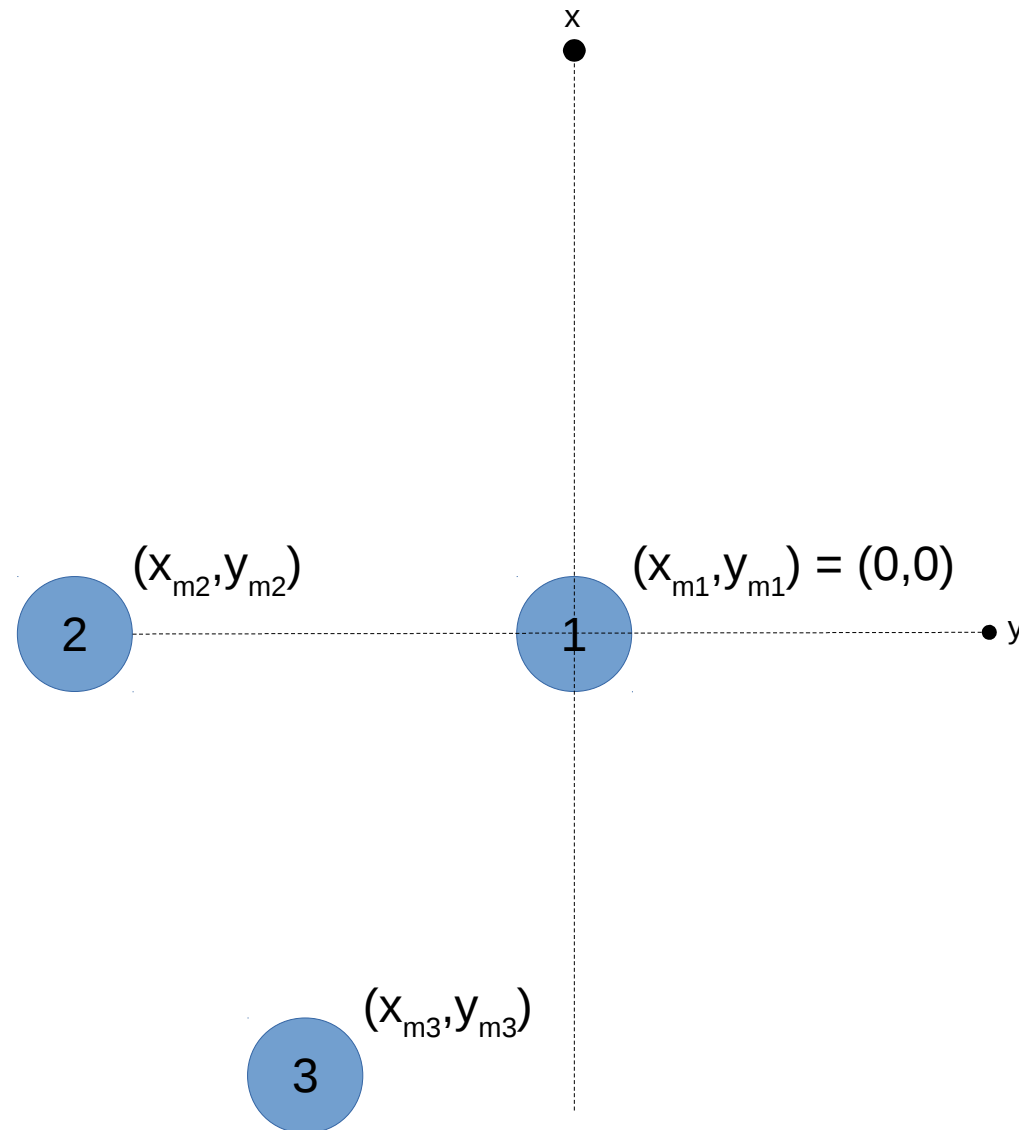 x
(xm2,ym2)
(xm1,ym1) = (0,0)
2
1
y
(xm3,ym3)
3